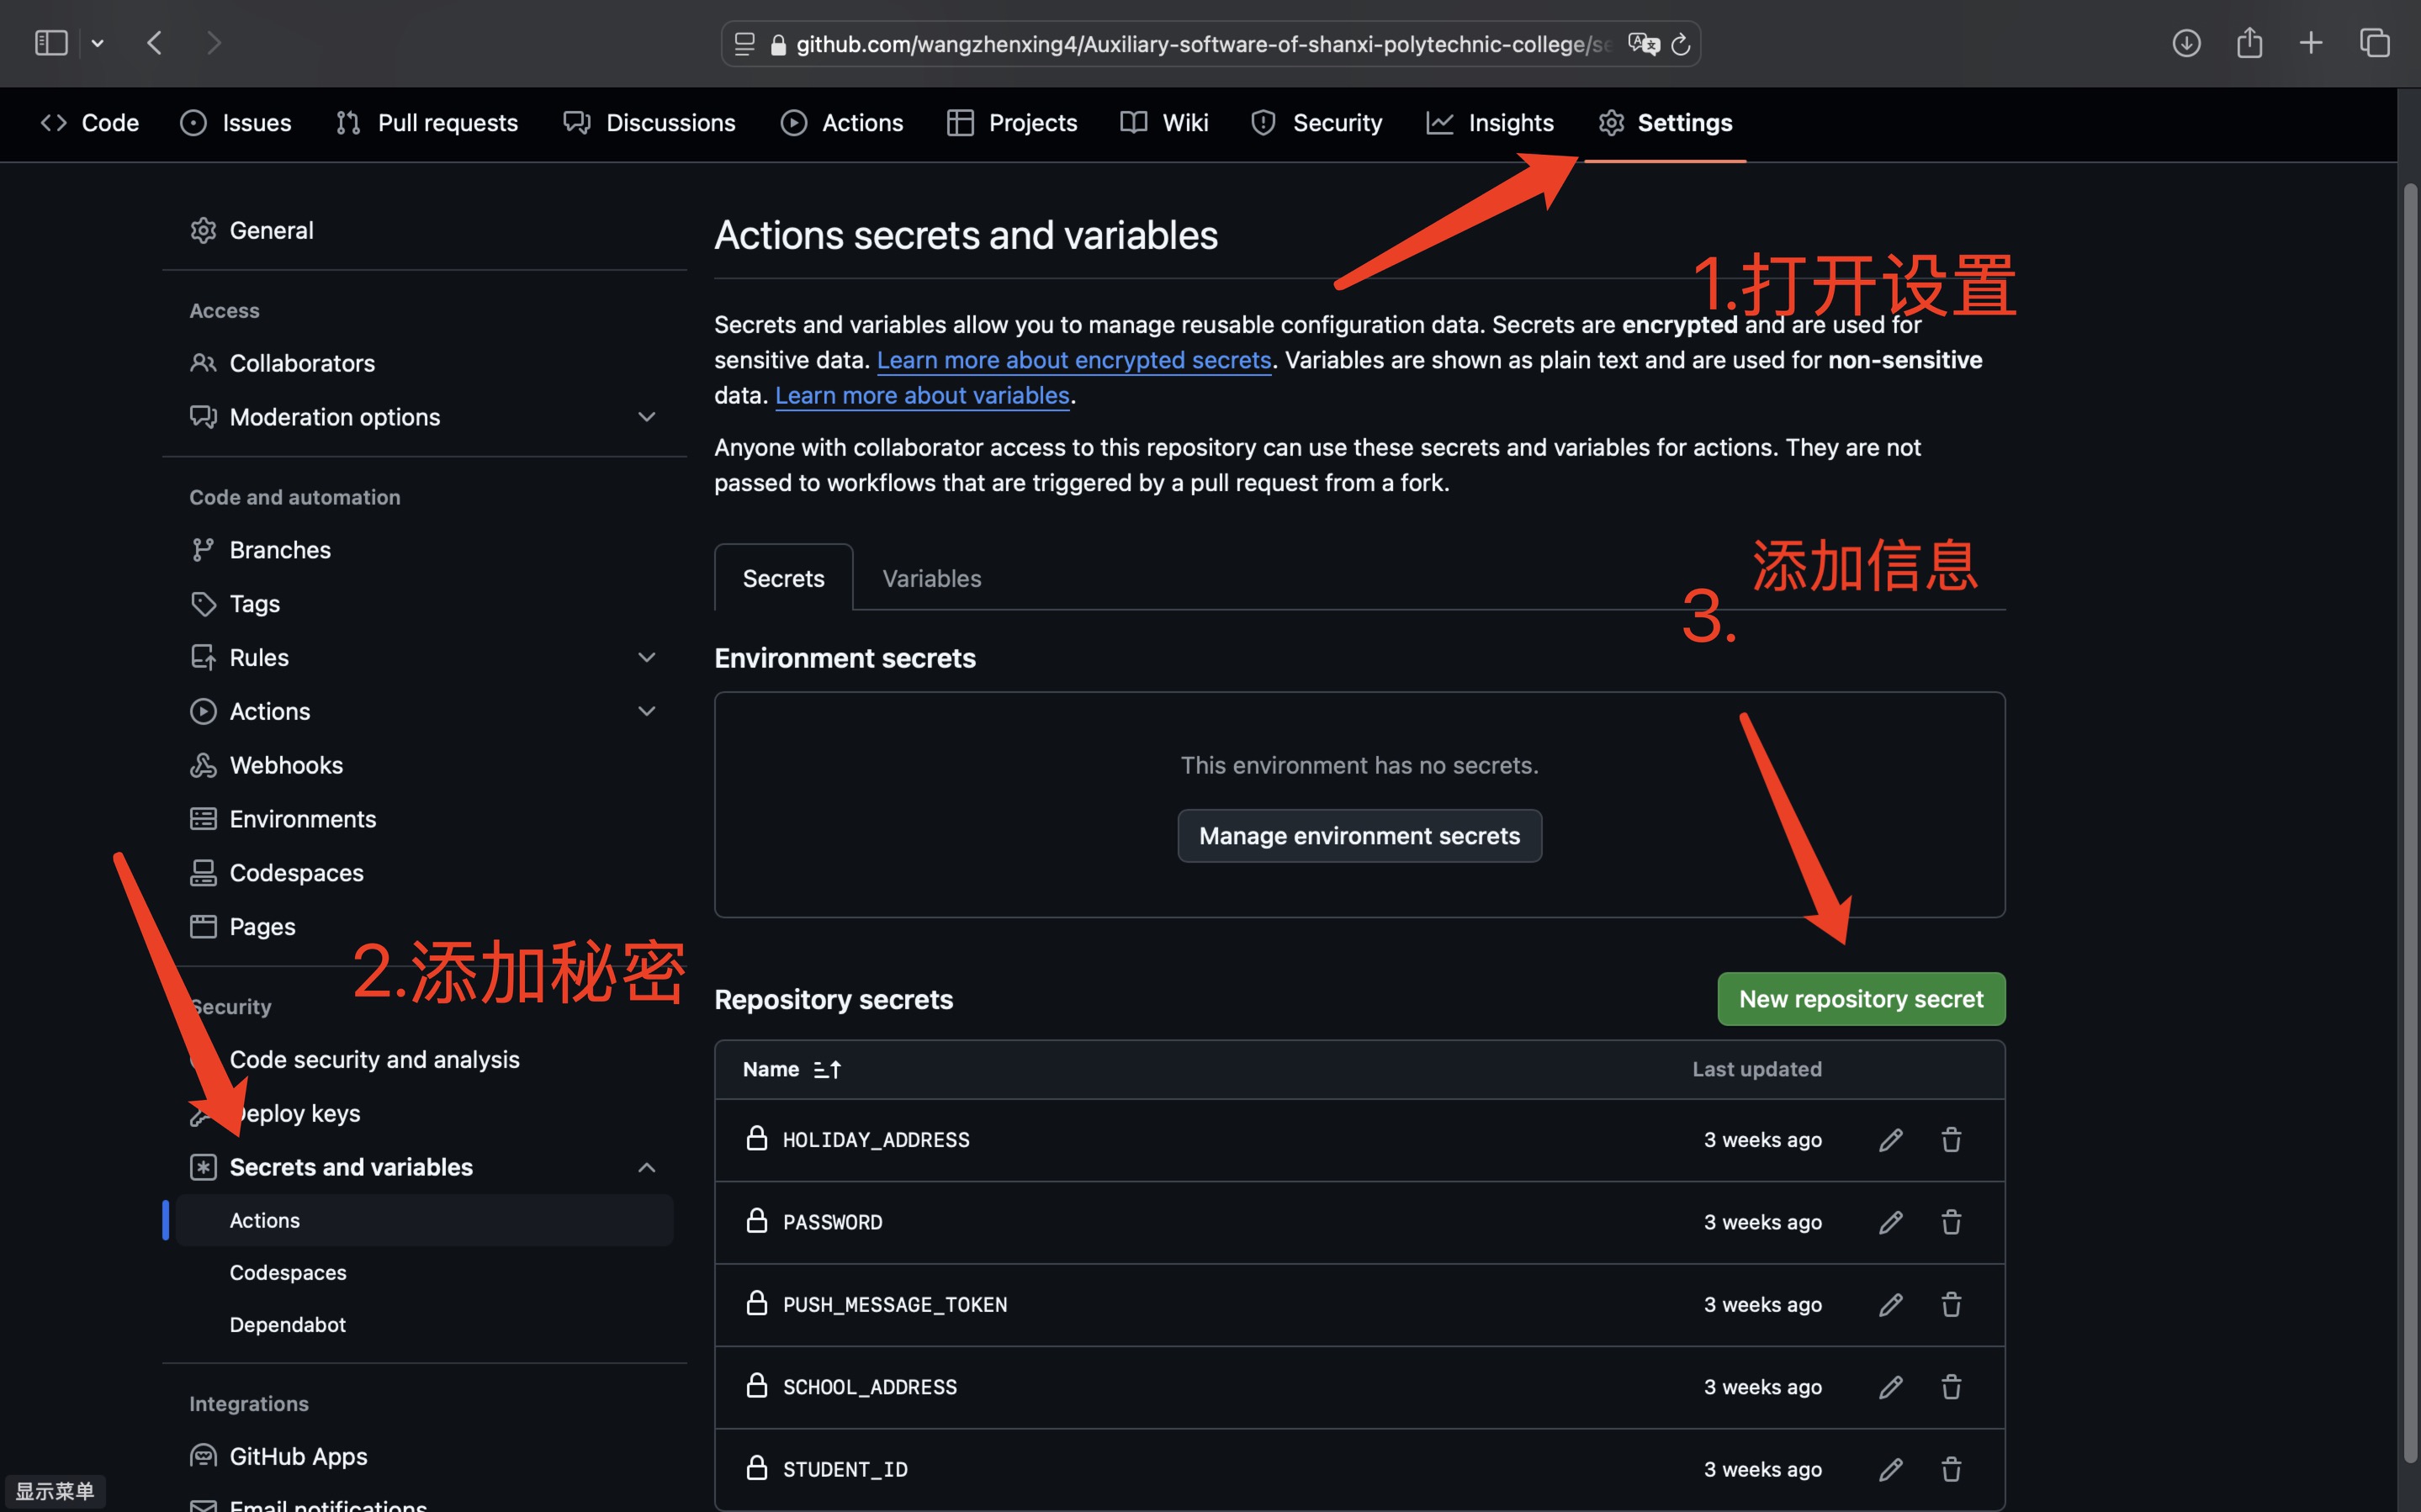 github.com/wangzhenxing4/Auxiliary-software-of-shanxi-polytechnic-college/se
Code Issues Pull requests Discussions Actions Projects Wiki Security Insights Settings
General
Access
Collaborators
Moderation options
Code and automation
Branches
Tags
Rules
Actions
Webhooks
Environments
Codespaces
Pages
2.添加秘密
Security
Code security and analysis
Deploy keys
Secrets and variables
Actions
Codespaces
Dependabot
Integrations
GitHub Apps
Email notifications
显示菜单
Actions secrets and variables
1.打开设置
Secrets and variables allow you to manage reusable configuration data. Secrets are encrypted and are used for
sensitive data. Learn more about encrypted secrets. Variables are shown as plain text and are used for non-sensitive
data. Learn more about variables.
Anyone with collaborator access to this repository can use these secrets and variables for actions. They are not
passed to workflows that are triggered by a pull request from a fork.
Secrets Variables
3.添加信息
Environment secrets
This environment has no secrets.
Manage environment secrets
Repository secrets New repository secret
Name Last updated
HOLIDAY_ADDRESS 3 weeks ago
PASSWORD 3 weeks ago
PUSH_MESSAGE_TOKEN 3 weeks ago
SCHOOL_ADDRESS 3 weeks ago
STUDENT_ID 3 weeks ago